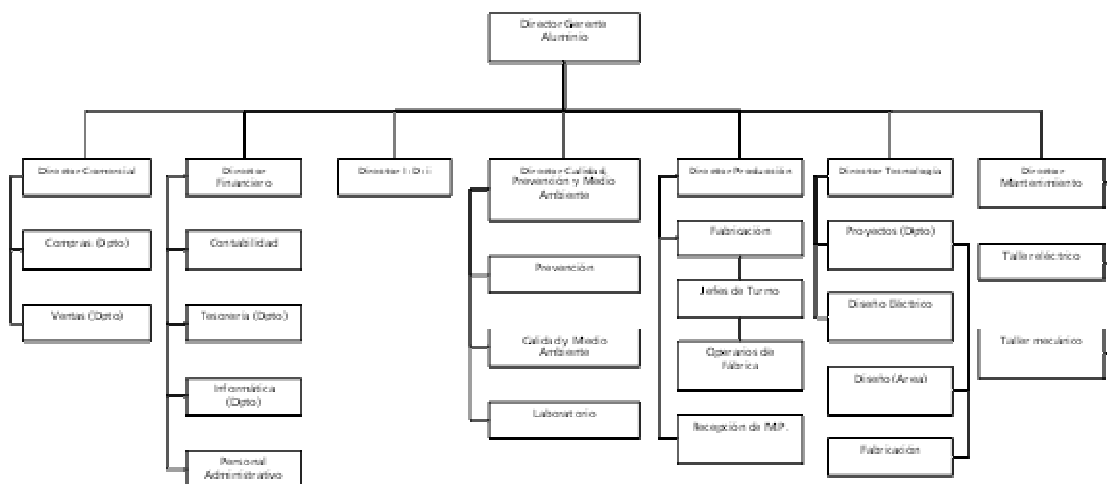 Director Gerente
Aluminio
Director Comercial
Compras (Dpto)
Ventas (Dpto)
Director
Financiero
Contabilidad
Tesorería (Dpto)
Informática
(Dpto)
Personal
Administrativo
Director
Director Calidad,
Prevención y Medio
Ambiente
Prevención
Calidad y Medio
Ambiente
Laboratorio
Director Producción
Fabricación
Jefes de Turno
Operarios de
Fábrica
Recepción de M.P.
Director Tecnología
Proyectos (Dpto)
Diseño Eléctrico
Diseño (Area)
Fabricación
Director
Mantenimiento
Taller eléctrico
Taller mecánico